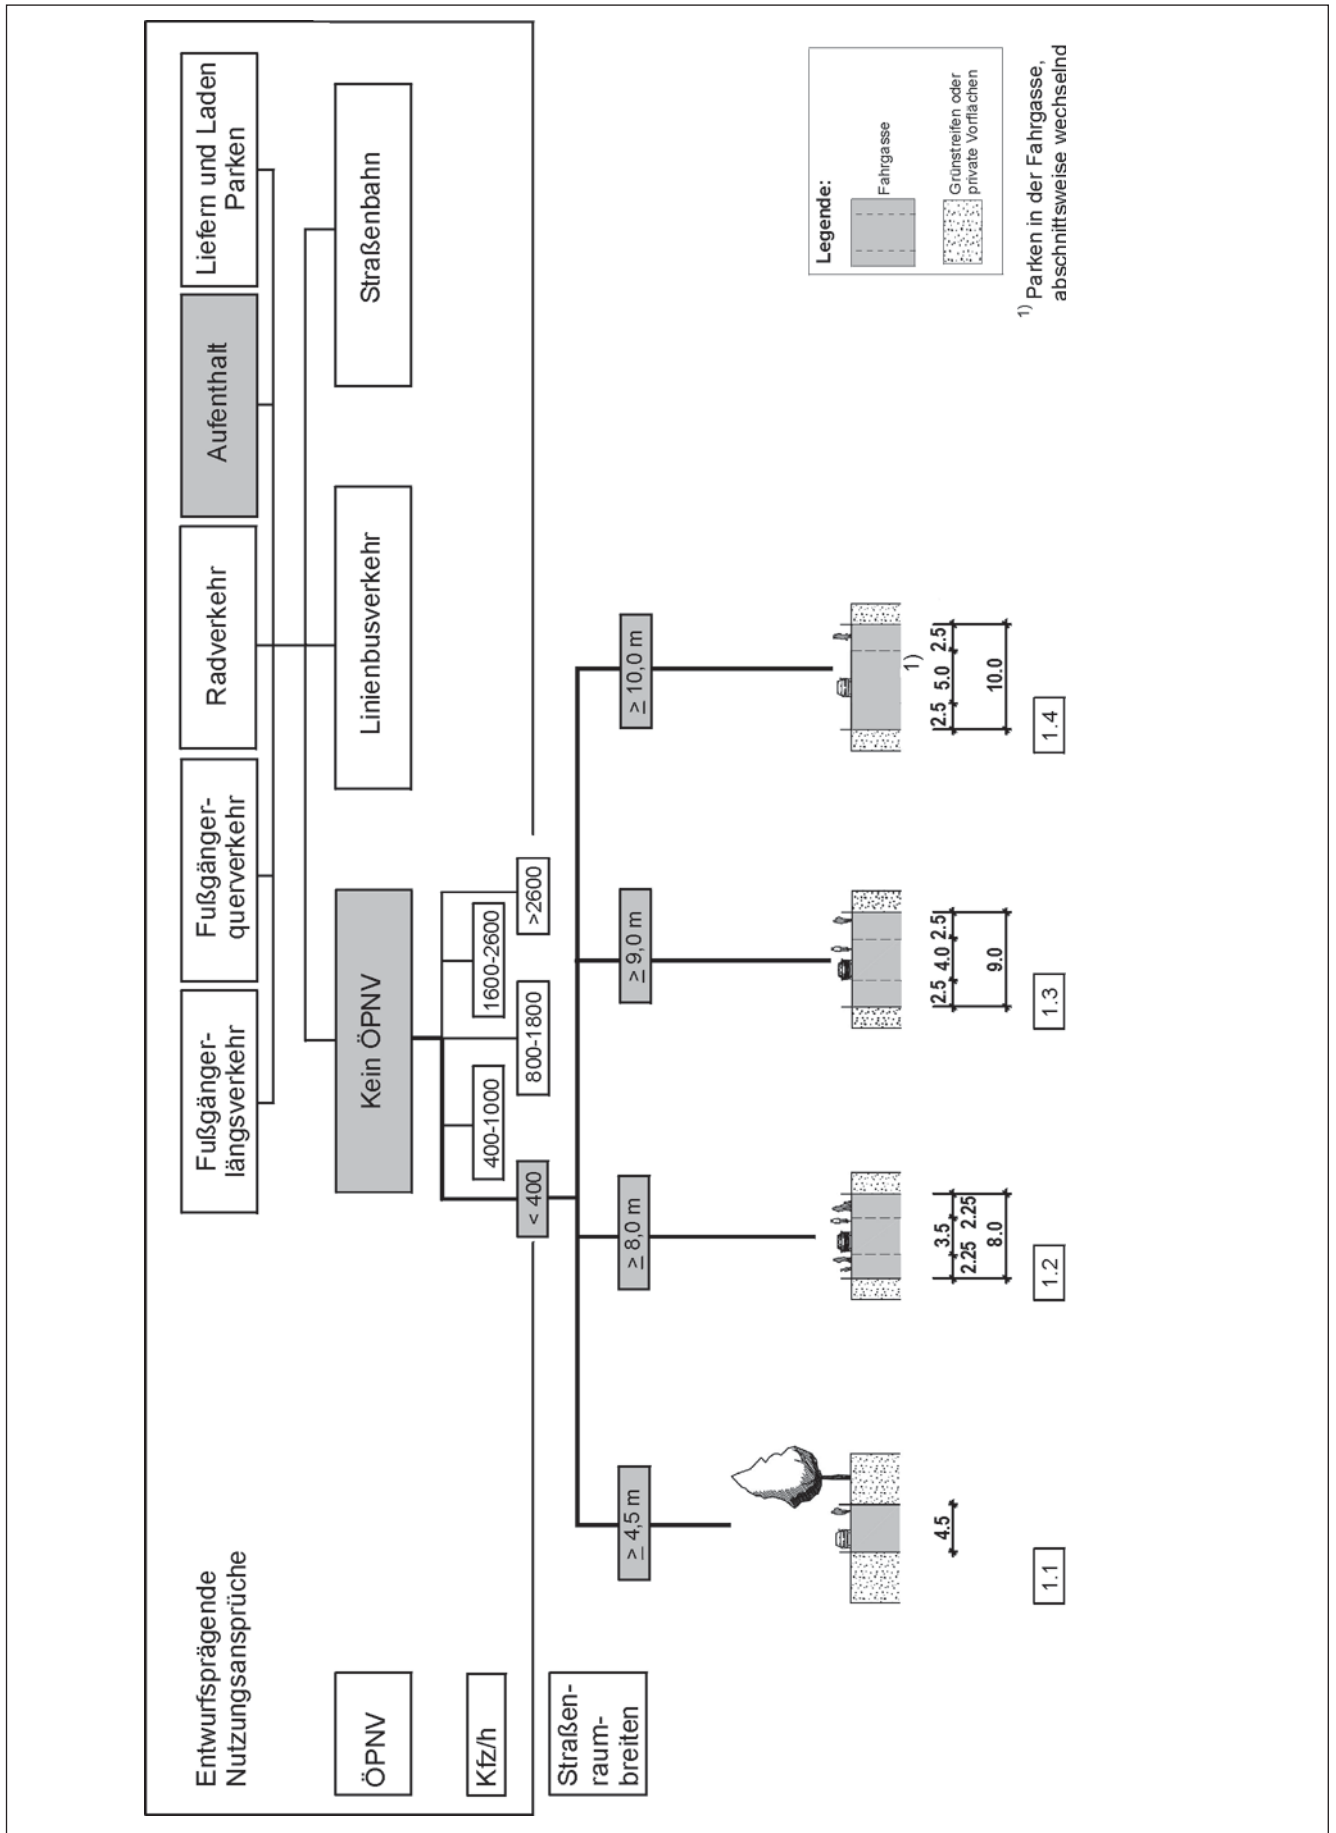 Entwurfsprägende
Nutzungsansprüche
Fußgänger-
längsverkehr
Fußgänger-
querverkehr
Radverkehr
Aufenthalt
Liefern und Laden
Parken
ÖPNV
Kein ÖPNV
Linienbusverkehr
Straßenbahn
Kfz/h
< 400
400-1000
800-1800
1600-2600
>2600
Straßen-
raum-
breiten
≥ 4,5 m
≥ 8,0 m
≥ 9,0 m
≥ 10,0 m
4.5
1.1
3.5
2.25 2.25
8.0
1.2
2.5 4.0 2.5
9.0
1.3
1)
2.5 5.0 2.5
10.0
1.4
Legende:
Fahrgasse
Grünstreifen oder
private Vorflächen
1) Parken in der Fahrgasse,
abschnittsweise wechselnd